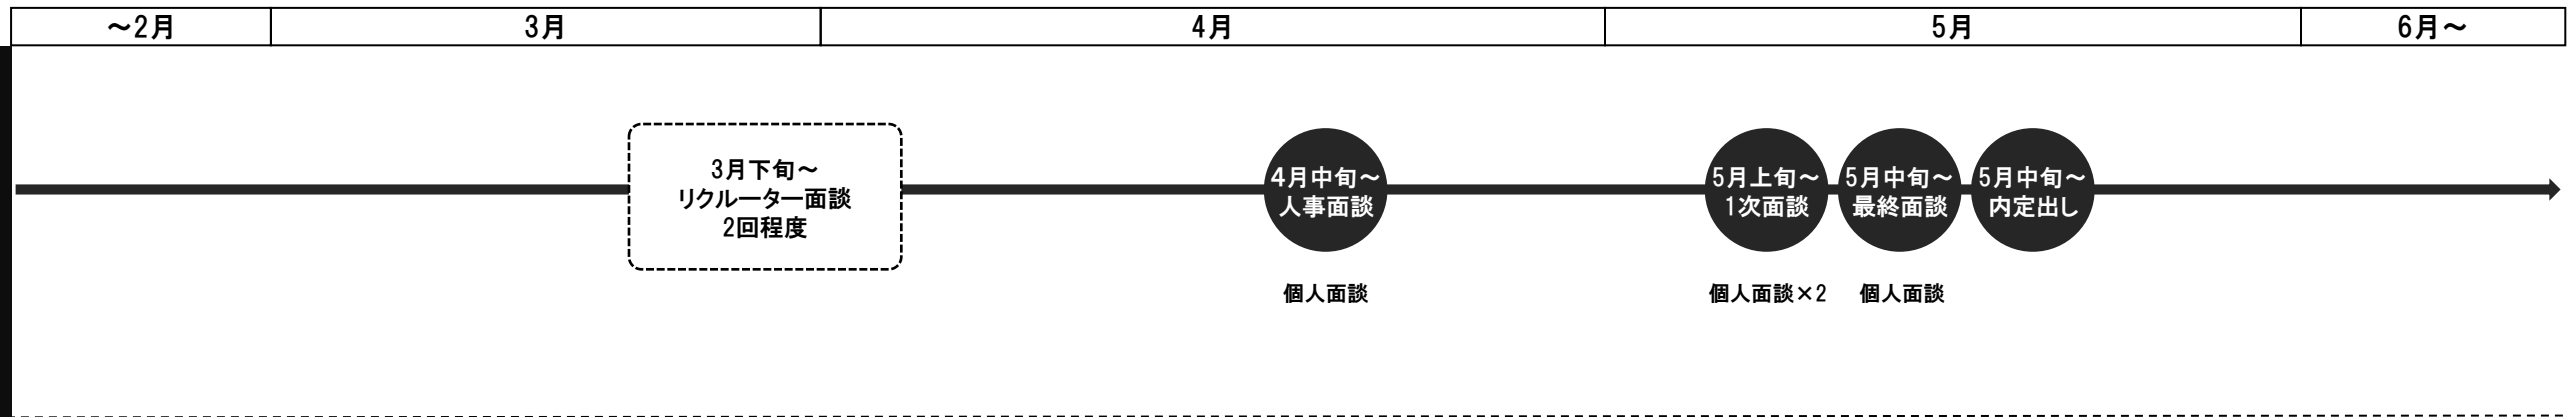 ～2月
3月
4月
5月
6月～
3月下旬～
リクルーター面談
2回程度
4月中旬～
人事面談
5月上旬～
1次面談
5月中旬～
最終面談
5月中旬～
内定出し
個人面談
個人面談×2
個人面談